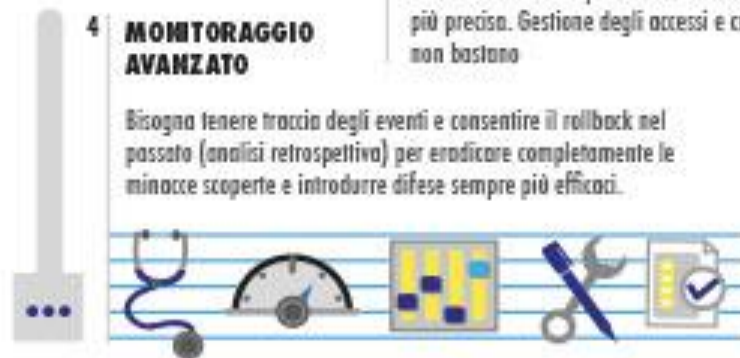 più precisa. Gestione degli accessi e
non bastano
4
MONITORAGGIO
AVANZATO
Bisogna tenere traccia degli eventi e consentire il rollback nel
passato (analisi retrospettiva) per eradicare completamente le
minacce scoperte e introdurre difese sempre più efficaci.